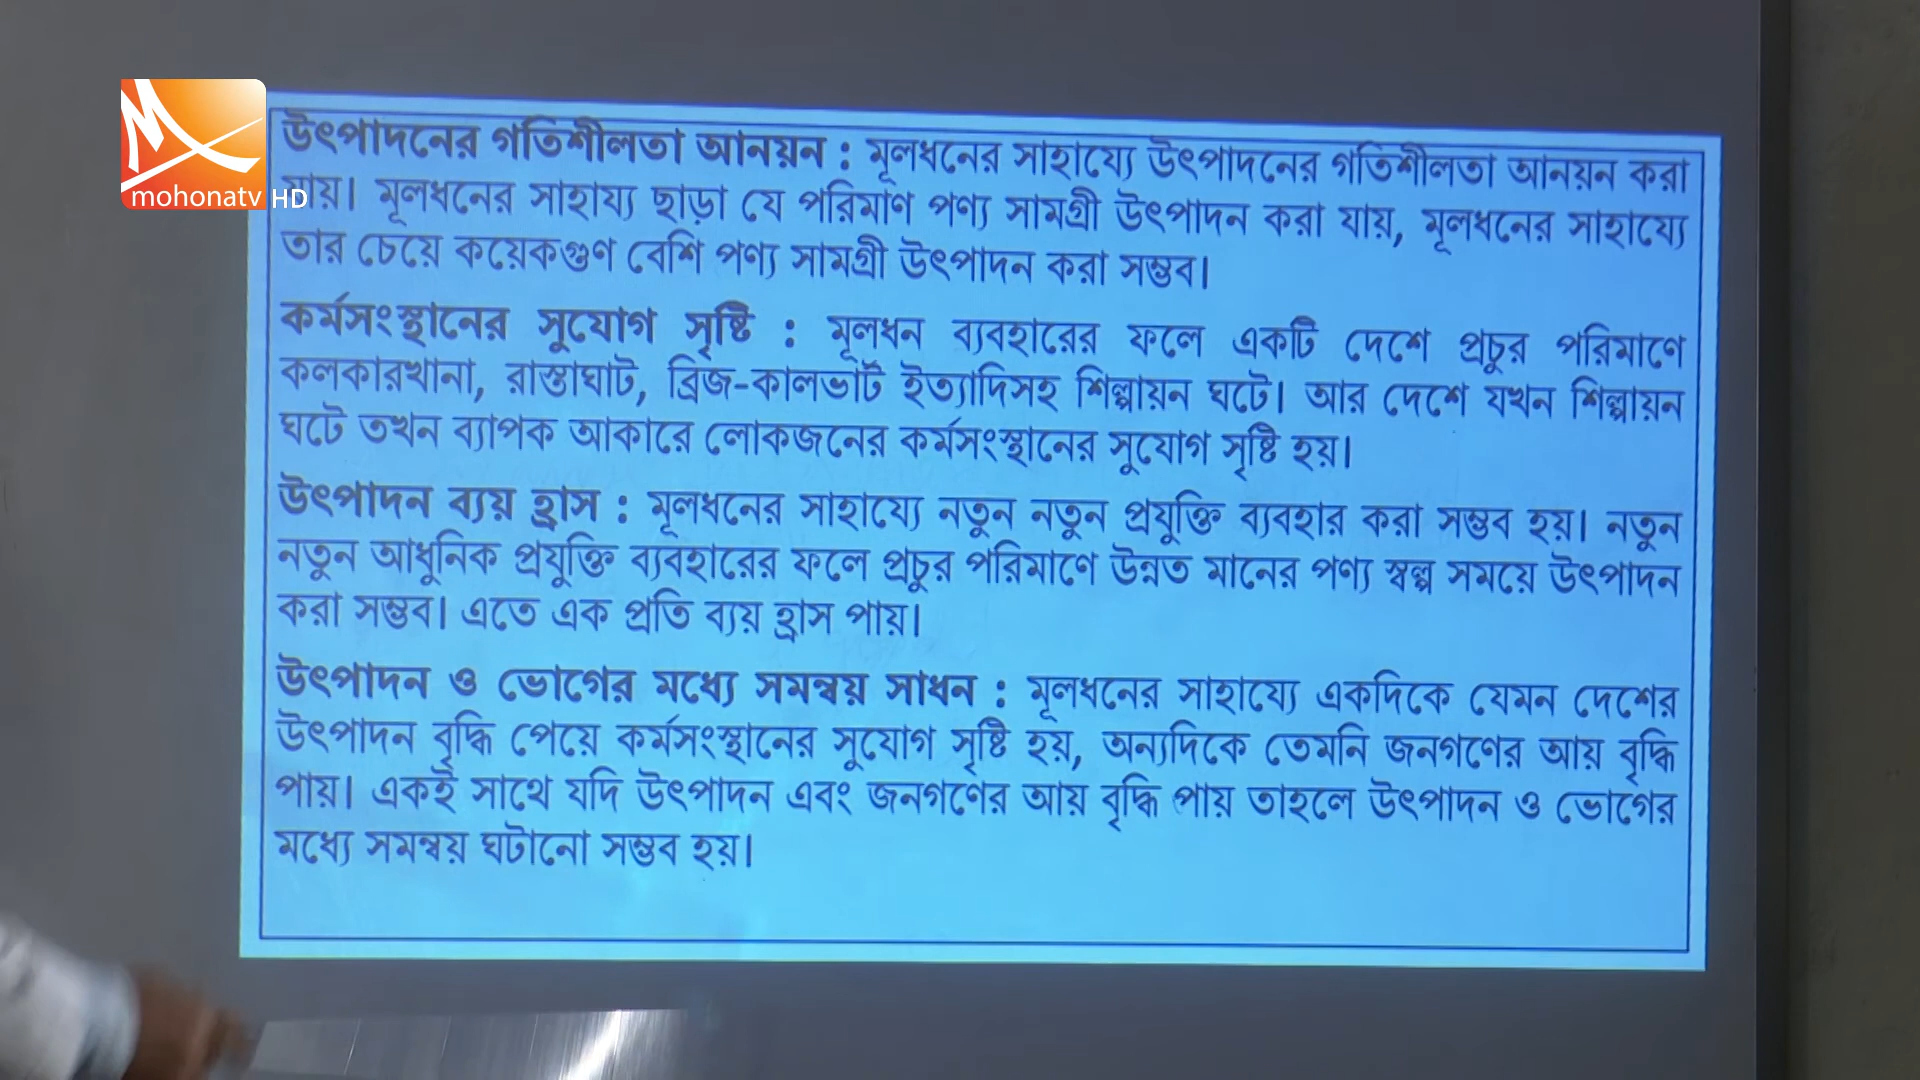 mohonatv HD
উৎপাদনের গতিশীলতা আনয়ন : মূলধনের সাহায্যে উৎপাদনের গতিশীলতা আনয়ন করা
যায়। মূলধনের সাহায্য ছাড়া যে পরিমাণ পণ্য সামগ্রী উৎপাদন করা যায়, মূলধনের সাহায্যে
তার চেয়ে কয়েকগুণ বেশি পণ্য সামগ্রী উৎপাদন করা সম্ভব।
কর্মসংস্থানের সুযোগ সৃষ্টি : মূলধন ব্যবহারের ফলে একটি দেশে প্রচুর পরিমাণে
কলকারখানা, রাস্তাঘাট, ব্রিজ-কালভার্ট ইত্যাদিসহ শিল্পায়ন ঘটে। আর দেশে যখন শিল্পায়ন
ঘটে তখন ব্যাপক আকারে লোকজনের কর্মসংস্থানের সুযোগ সৃষ্টি হয়।
উৎপাদন ব্যয় হ্রাস : মূলধনের সাহায্যে নতুন নতুন প্রযুক্তি ব্যবহার করা সম্ভব হয়। নতুন
নতুন আধুনিক প্রযুক্তি ব্যবহারের ফলে প্রচুর পরিমাণে উন্নত মানের পণ্য স্বল্প সময়ে উৎপাদন
করা সম্ভব। এতে এক প্রতি ব্যয় হ্রাস পায়।
উৎপাদন ও ভোগের মধ্যে সমন্বয় সাধন : মূলধনের সাহায্যে একদিকে যেমন দেশের
উৎপাদন বৃদ্ধি পেয়ে কর্মসংস্থানের সুযোগ সৃষ্টি হয়, অন্যদিকে তেমনি জনগণের আয় বৃদ্ধি
পায়। একই সাথে যদি উৎপাদন এবং জনগণের আয় বৃদ্ধি পায় তাহলে উৎপাদন ও ভোগের
মধ্যে সমন্বয় ঘটানো সম্ভব হয়।